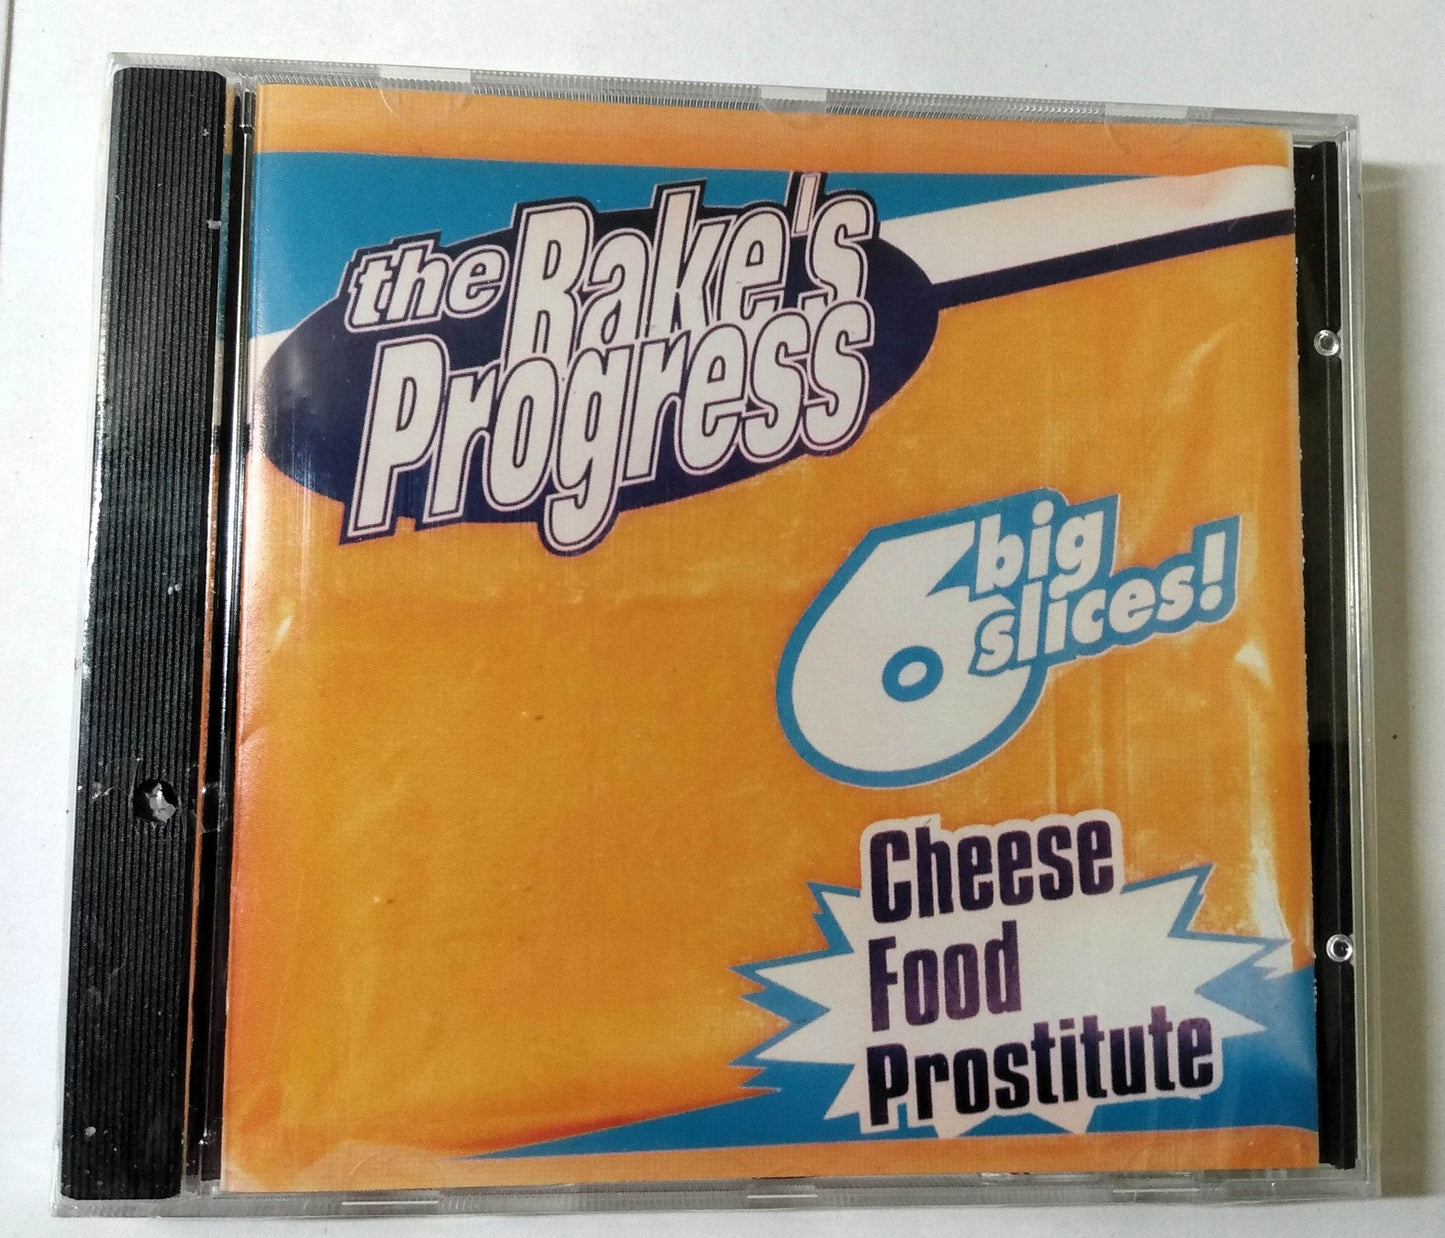 the Rake's
Progress
6 big
slices!
Cheese
Food
Prostitute